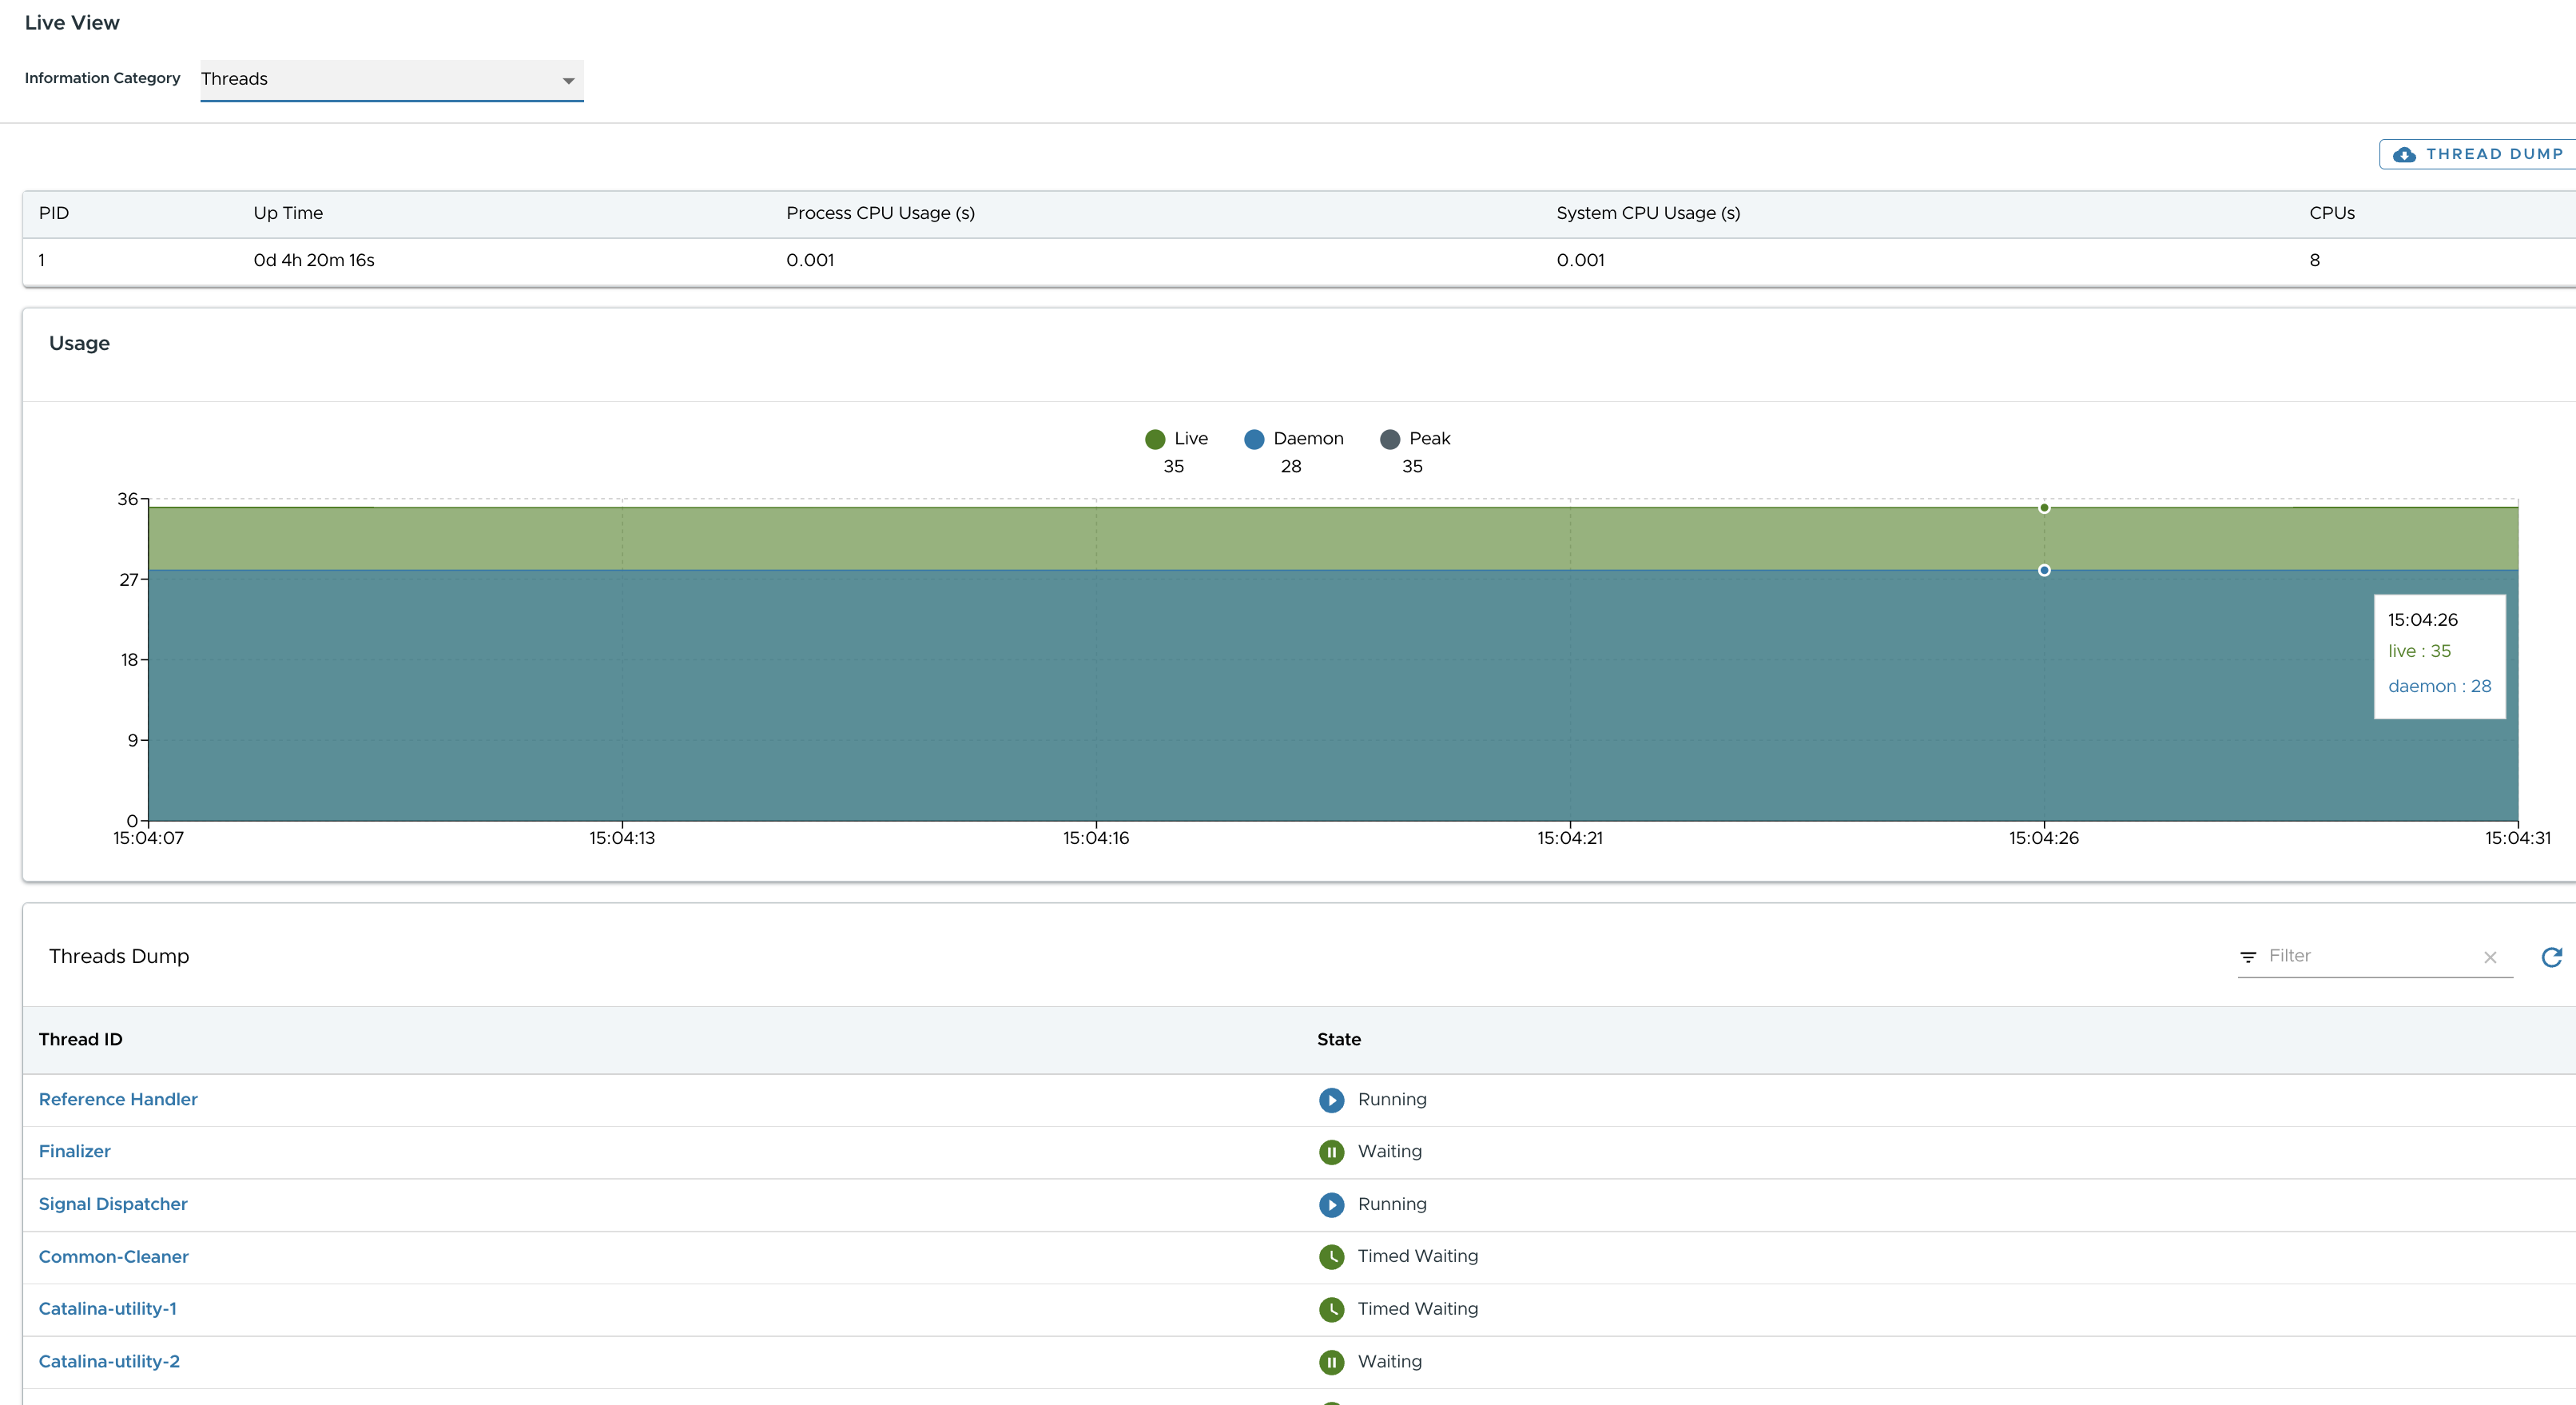 Live View
Information Category Threads
THREAD DUMP
PID Up Time Process CPU Usage (s) System CPU Usage (s) CPUs
1 0d 4h 20m 16s 0.001 0.001 8
Usage
Live Daemon Peak
35 28 35
36
27
18
9
0
15:04:26
live : 35
daemon : 28
15:04:07 15:04:13 15:04:16 15:04:21 15:04:26 15:04:31
Threads Dump Filter
Thread ID State
Reference Handler Running
Finalizer Waiting
Signal Dispatcher Running
Common-Cleaner Timed Waiting
Catalina-utility-1 Timed Waiting
Catalina-utility-2 Waiting